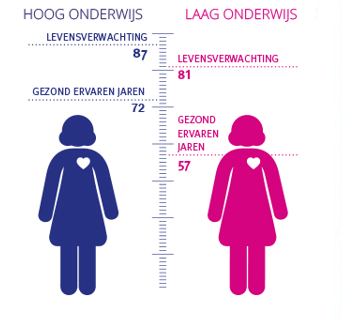 HOOG ONDERWIJS
LEVENSVERWACHTING
87
GEZOND ERVAREN JAREN
72
LAAG ONDERWIJS
LEVENSVERWACHTING
81
GEZOND
ERVAREN
JAREN
57